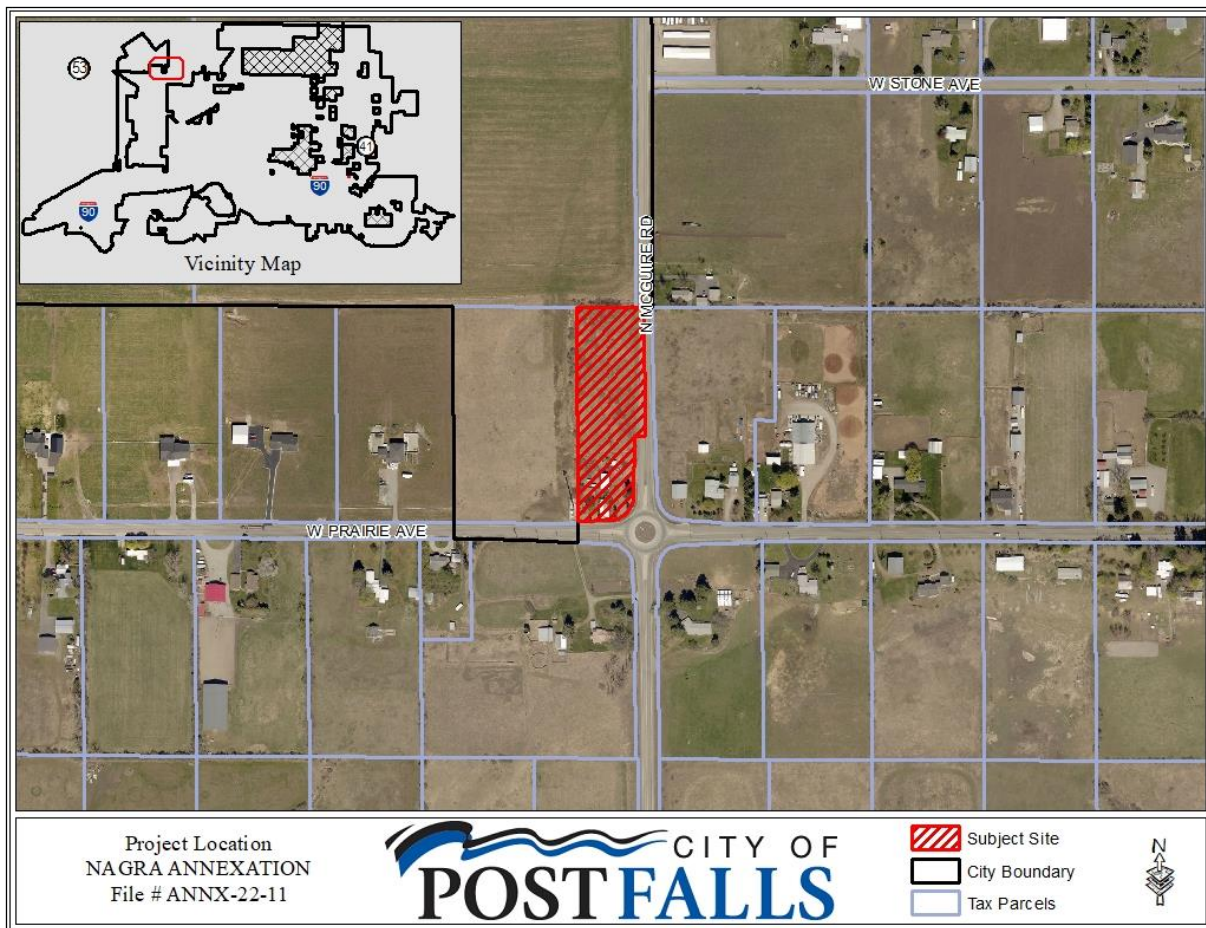 53
41
90
90
Vicinity Map
W STONE AVE
N MCGUIRE RD
W PRAIRIE AVE
Project Location
NAGRA ANNEXATION
File # ANNX-22-11
CITY OF
POST FALLS
Subject Site
City Boundary
Tax Parcels
N